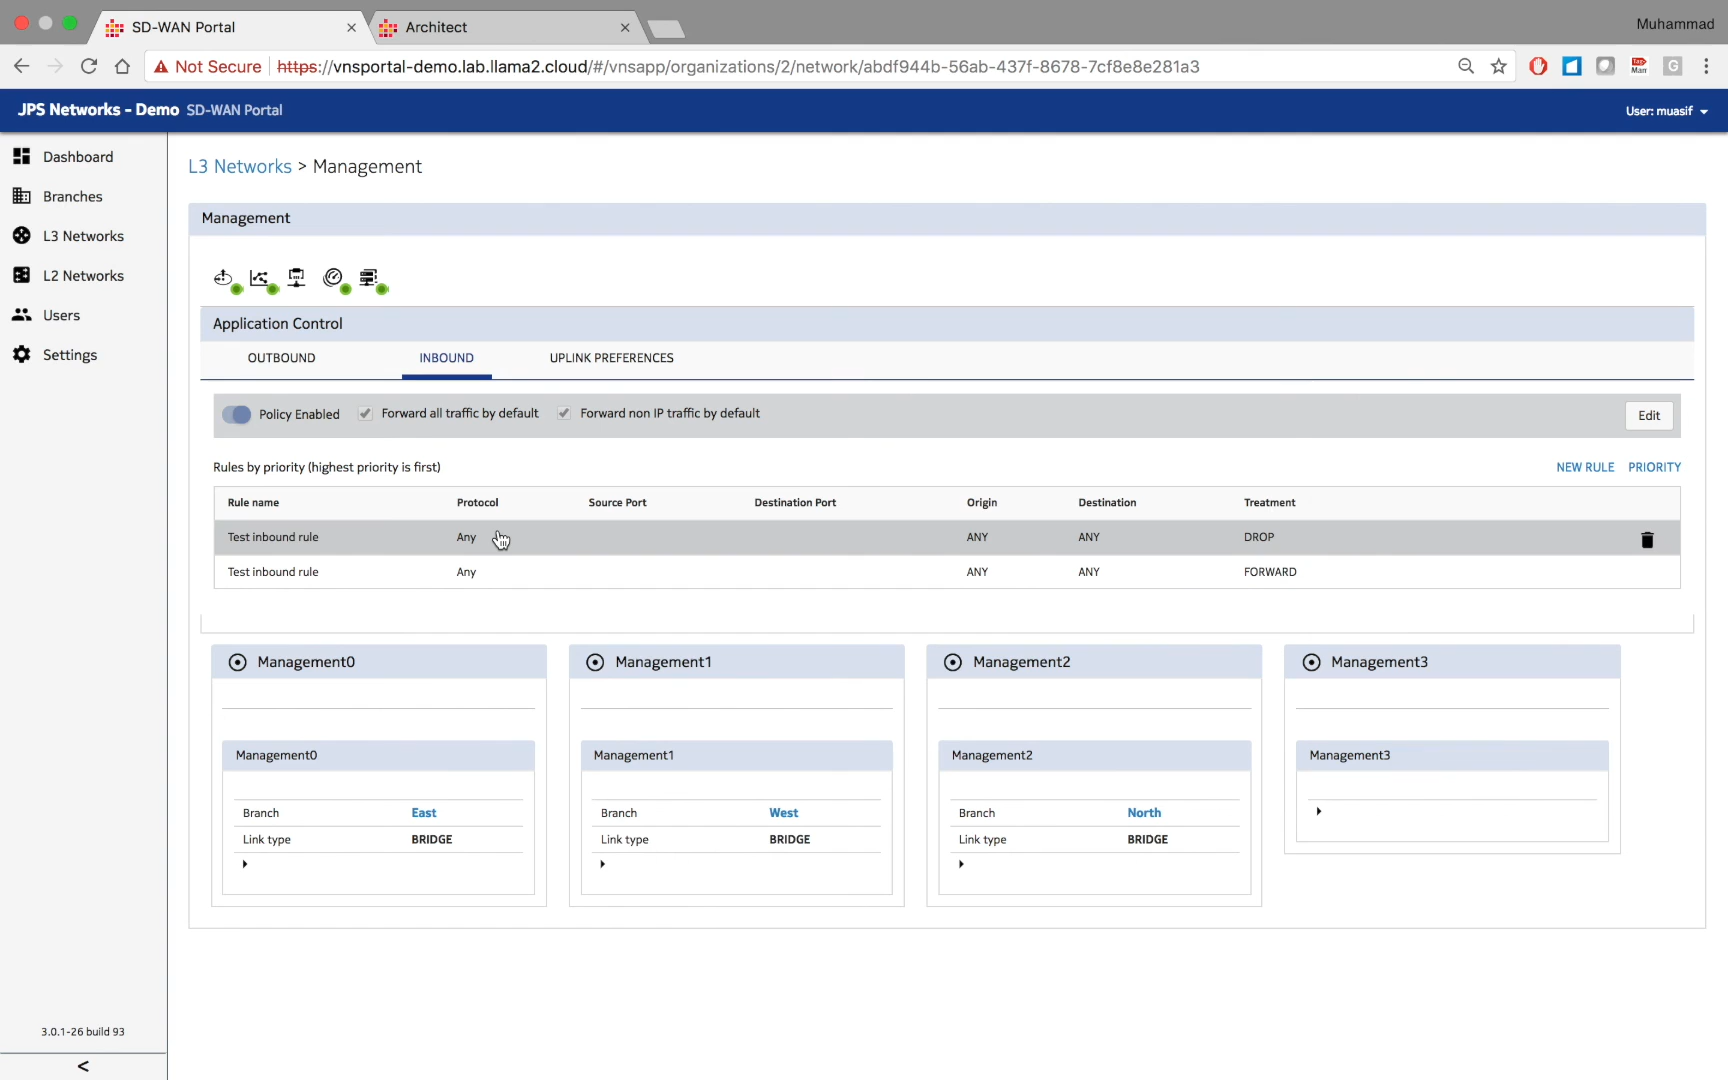 SD-WAN Portal
Architect
Muhammad
Not Secure https://vnsportal-demo.lab.llama2.cloud/#/vnsapp/organizations/2/network/abdf944b-56ab-437f-8678-7cf8e8e281a3
JPS Networks - Demo SD-WAN Portal
User: muasif
Dashboard
Branches
L3 Networks
L2 Networks
Users
Settings
3.0.1-26 build 93
<
L3 Networks > Management
Management
Application Control
OUTBOUND INBOUND UPLINK PREFERENCES
Policy Enabled Forward all traffic by default Forward non IP traffic by default Edit
Rules by priority (highest priority is first) NEW RULE PRIORITY
Rule name Protocol Source Port Destination Port Origin Destination Treatment
Test inbound rule Any ANY ANY DROP
Test inbound rule Any ANY ANY FORWARD
Management0
Management0
Branch East
Link type BRIDGE
Management1
Management1
Branch West
Link type BRIDGE
Management2
Management2
Branch North
Link type BRIDGE
Management3
Management3